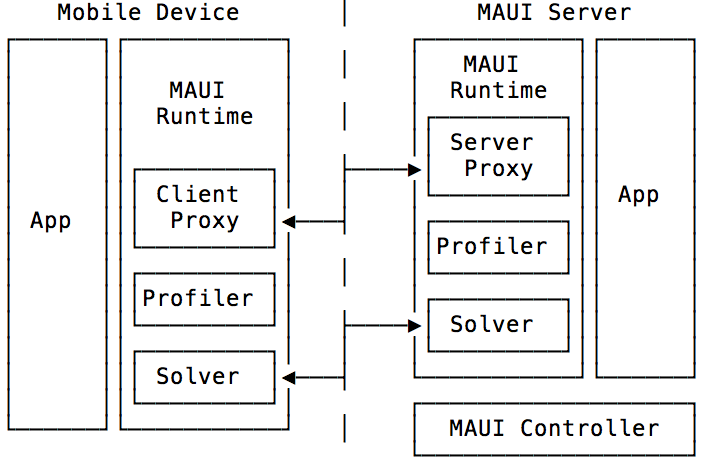 Mobile Device
MAUI Server
App
MAUI
Runtime
Client
Proxy
Profiler
Solver
MAUI
Runtime
Server
Proxy
Profiler
Solver
App
MAUI Controller